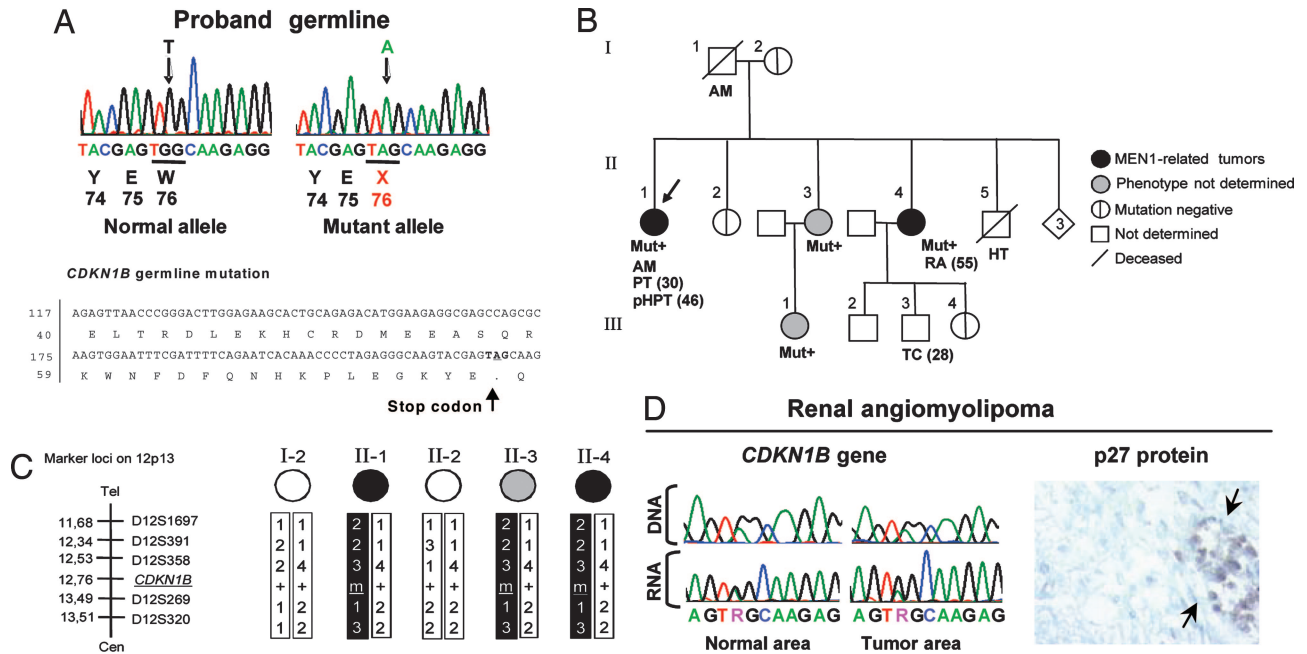 A
Proband germline
T
A
TACGAGTGGCAAGAGG
TACGAGTAGCAAGAGG
Y E W
Y E X
74 75 76
74 75 76
Normal allele
Mutant allele
CDKN1B germline mutation
117 AGAGTTAACCCGGGACTTGGAGAAGCACTGCAGAGACATGGAAGAGGCGAGCCAGCGC
40 E L T R D L E K H C R D M E E A S Q R
175 AAGTGGAATTTCGATTTTCAGAATCACAAACCCCTAGAGGGCAAGTACGAGTAGCAAG
59 K W N F D F Q N H K P L E G K Y E . Q
Stop codon
B
I
1
2
AM
II
1
2
3
4
5
3
Mut+
AM
PT (30)
pHPT (46)
Mut+
Mut+
RA (55)
HT
III
1
2
3
4
Mut+
TC (28)
MEN1-related tumors
Phenotype not determined
Mutation negative
Not determined
Deceased
C
Marker loci on 12p13
Tel
11,68 D12S1697
12,34 D12S391
12,53 D12S358
12,76 CDKN1B
13,49 D12S269
13,51 D12S320
Cen
I-2 II-1 II-2 II-3 II-4
1 1 2 1 1 1 2 1 2 1
2 1 2 1 3 1 2 1 2 1
2 4 3 4 1 4 3 4 3 4
+ + m + + + m + m +
1 2 1 2 2 2 1 2 1 2
1 2 3 2 2 2 3 2 3 2
D
Renal angiomyolipoma
CDKN1B gene
p27 protein
DNA
RNA
AGTRGCAAGAG
AGTRGCAAGAG
Normal area
Tumor area